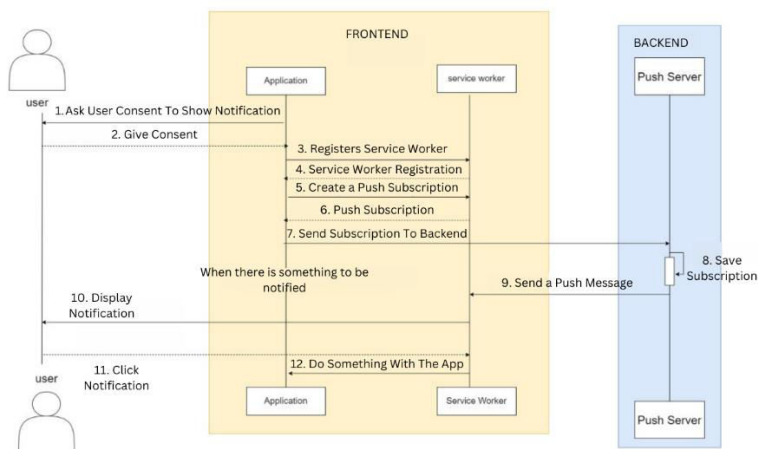 FRONTEND
BACKEND
Application
service worker
Push Server
user
1. Ask User Consent To Show Notification
2. Give Consent
3. Registers Service Worker
4. Service Worker Registration
5. Create a Push Subscription
6. Push Subscription
7. Send Subscription To Backend
8. Save
Subscription
When there is something to be
notified
9. Send a Push Message
10. Display
Notification
11. Click
Notification
12. Do Something With The App
user
Application
Service Worker
Push Server